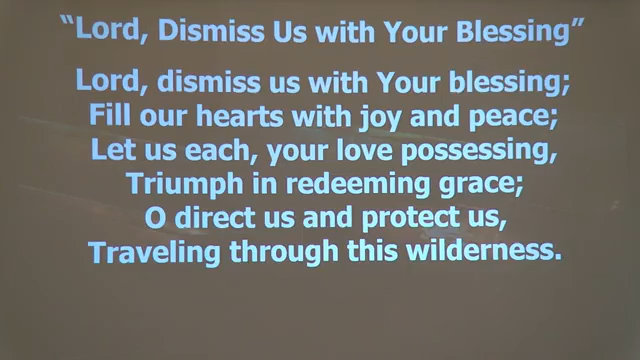 “Lord, Dismiss Us with Your Blessing”
Lord, dismiss us with Your blessing;
Fill our hearts with joy and peace;
Let us each, your love possessing,
Triumph in redeeming grace;
O direct us and protect us,
Traveling through this wilderness.